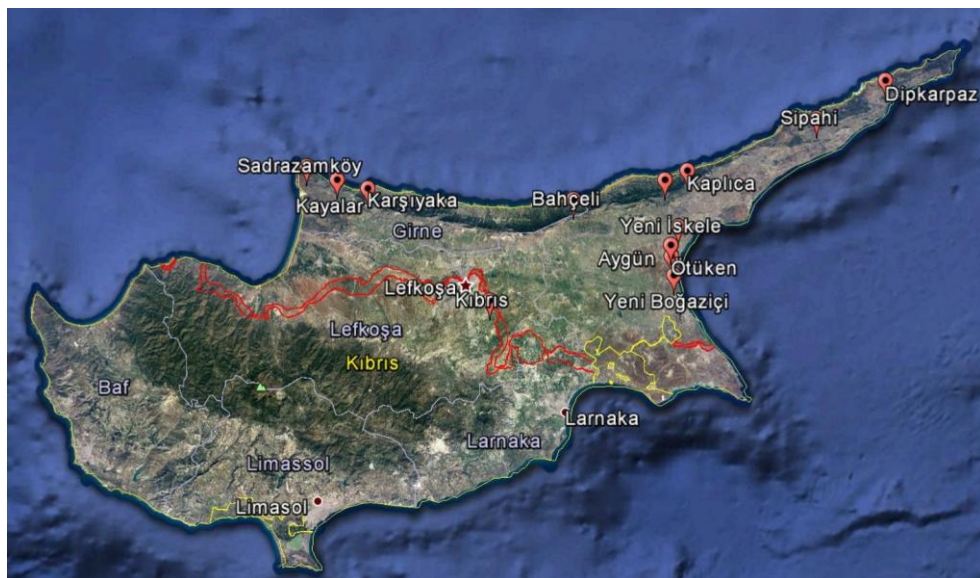 Dipkarpaz
Sipahi
Sadrazamköy
Kaplıca
Kayalar
Karşıyaka
Bahçeli
Girne
Yeni İskele
Aygün
Ötüken
Lefkoşa
Kıbrıs
Yeni Boğaziçi
Lefkoşa
Kıbrıs
Baf
Larnaka
Larnaka
Limassol
Limasol